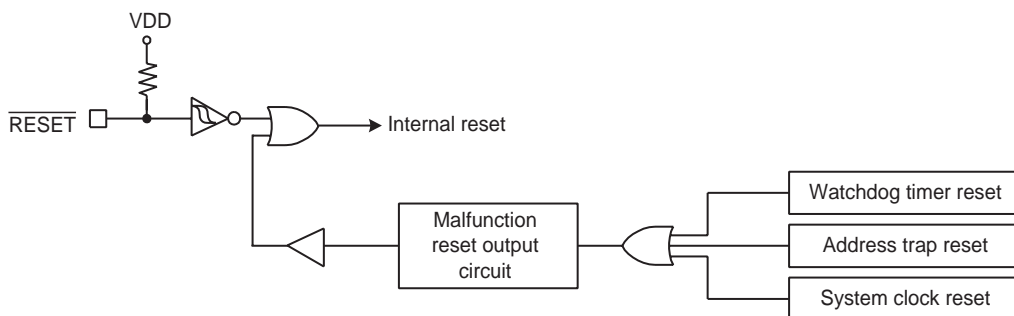 VDD
RESET
Internal reset
Watchdog timer reset
Malfunction
reset output
circuit
Address trap reset
System clock reset